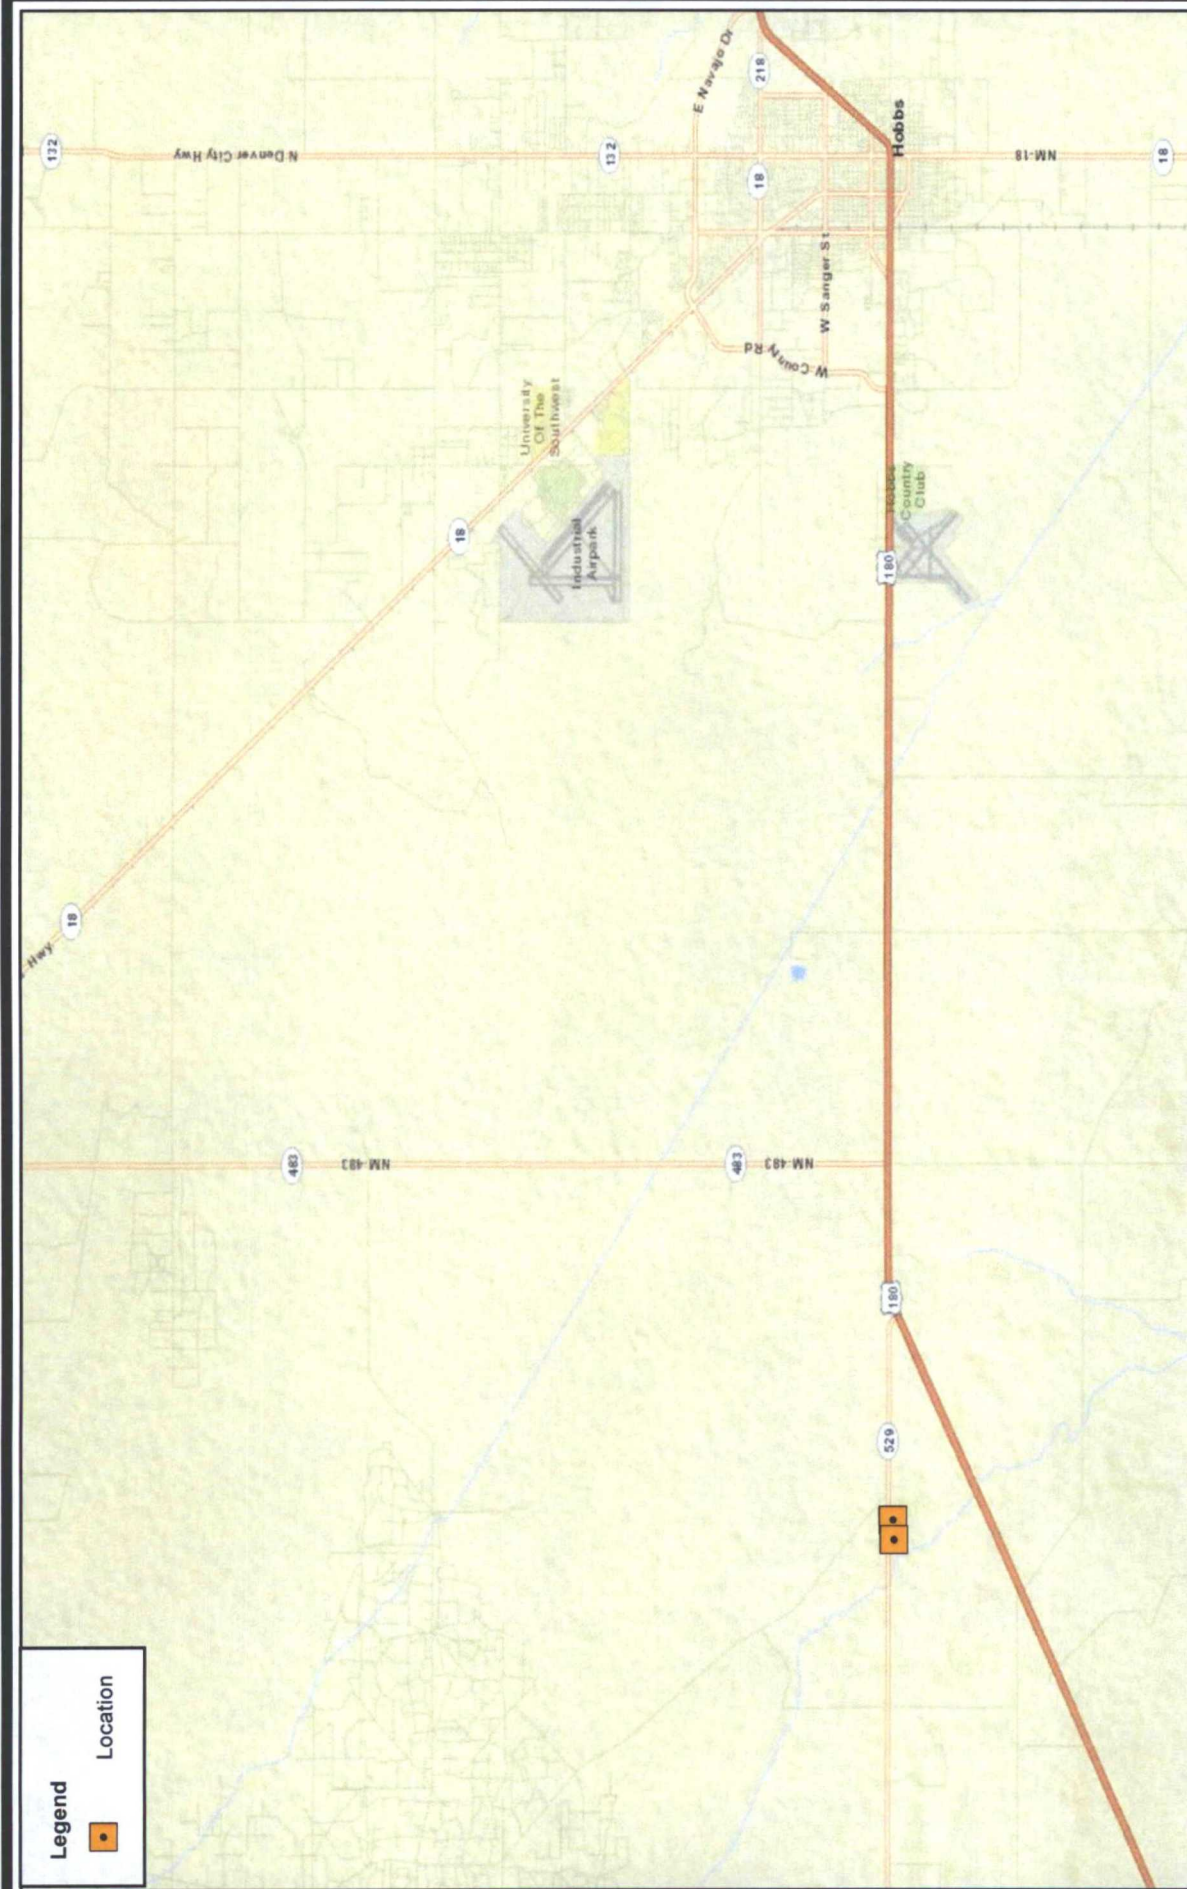 Legend
Location
Hwy
18
132
N Denver City Hwy
483
NM-483
18
132
E Navajo Dr
University
Of The
Southwest
Industrial
Airpark
218
18
483
NM-483
W County Rd
W Sanger St
Hobbs
529
180
180
Hobbs
Country
Club
NM-18
18